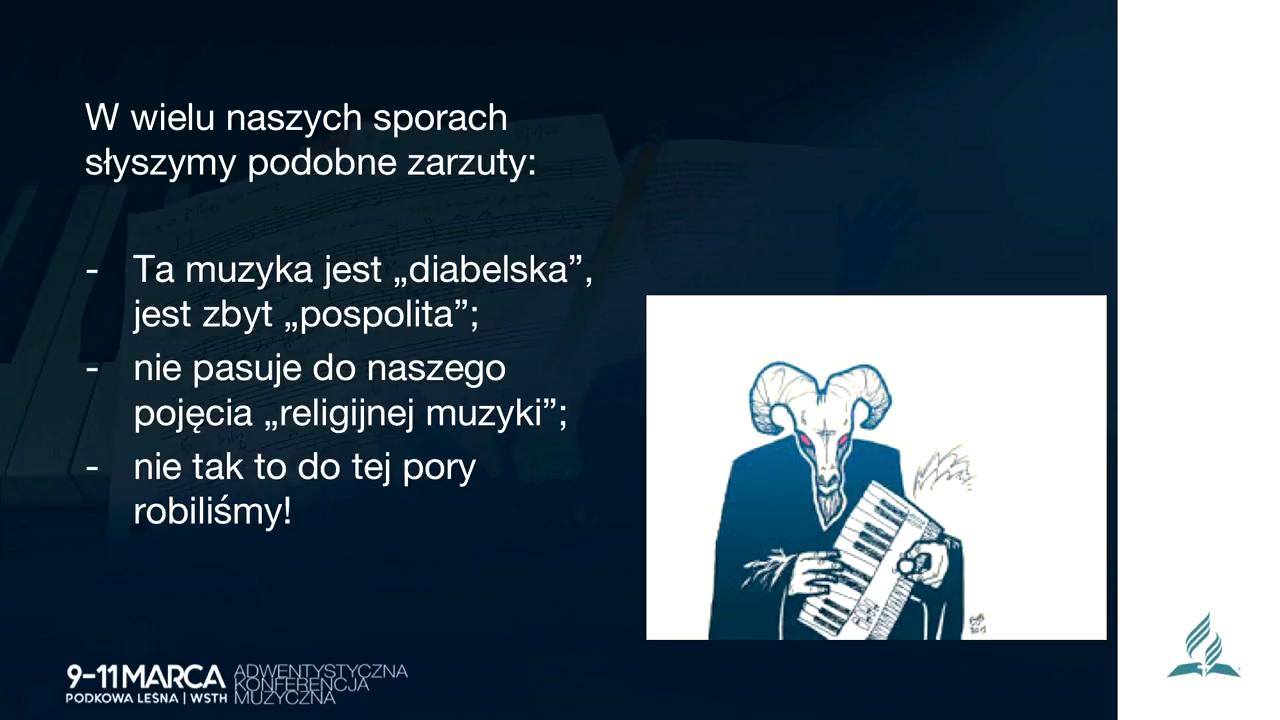 W wielu naszych sporach
słyszymy podobne zarzuty:
- Ta muzyka jest „diabelska”,
jest zbyt „pospolita”;
- nie pasuje do naszego
pojęcia „religijnej muzyki”;
- nie tak to do tej pory
robiliśmy!
9-11 MARCA
PODKOWA LEŚNA | WSTH
ADWENTYSTYCZNA
KONFERENCJA
MUZYCZNA